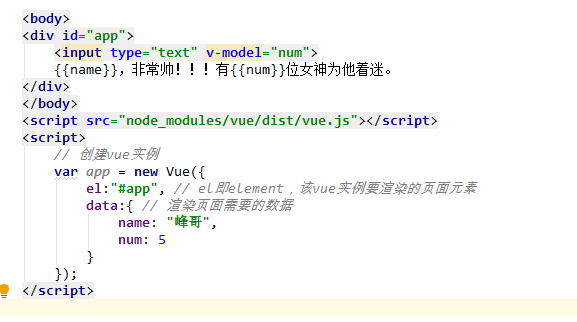 <body>
<div id="app">
    <input type="text" v-model="num">
    {{name}}，非常帅！！！有{{num}}位女神为他着迷。
</div>
</body>
<script src="node_modules/vue/dist/vue.js"></script>
<script>
    // 创建vue实例
    var app = new Vue({
        el:"#app", // el即element，该vue实例要渲染的页面元素
        data:{ // 渲染页面需要的数据
            name: "峰哥",
            num: 5
        }
    });
</script>